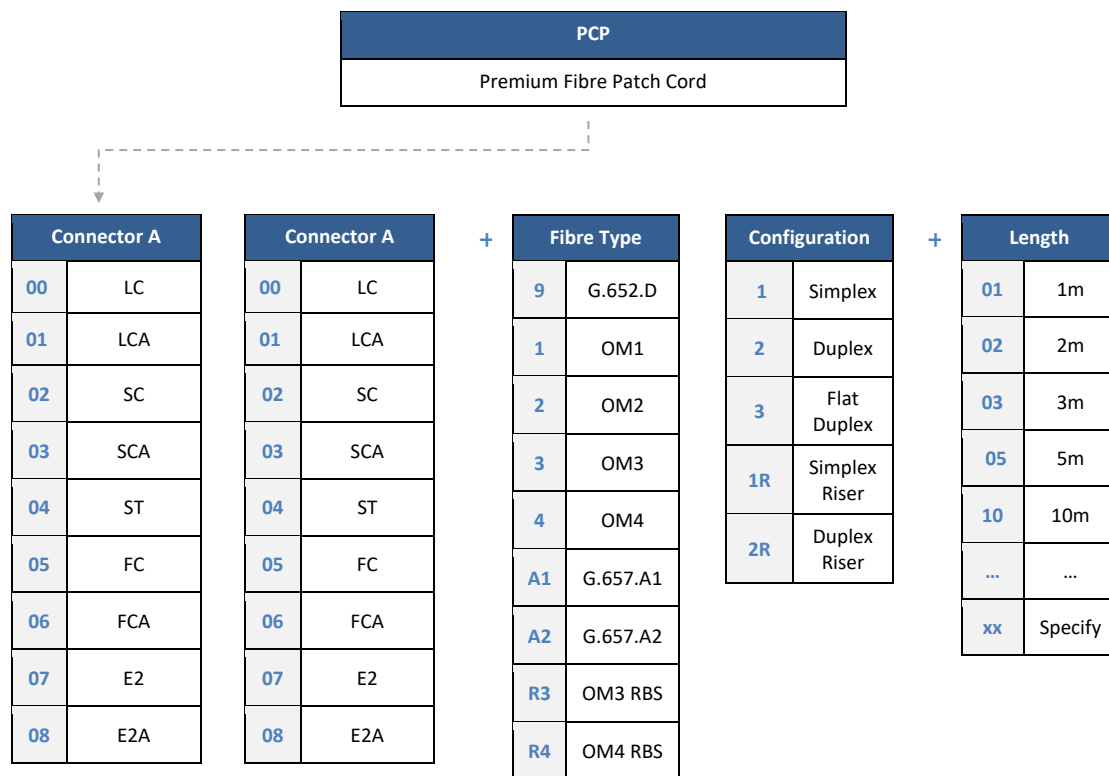 PCP
Premium Fibre Patch Cord
Connector A
00 LC
01 LCA
02 SC
03 SCA
04 ST
05 FC
06 FCA
07 E2
08 E2A
Connector A
00 LC
01 LCA
02 SC
03 SCA
04 ST
05 FC
06 FCA
07 E2
08 E2A
+
Fibre Type
9 G.652.D
1 OM1
2 OM2
3 OM3
4 OM4
A1 G.657.A1
A2 G.657.A2
R3 OM3 RBS
R4 OM4 RBS
Configuration
1 Simplex
2 Duplex
3 Flat
Duplex
1R Simplex
Riser
2R Duplex
Riser
+
Length
01 1m
02 2m
03 3m
05 5m
10 10m
... ...
xx Specify